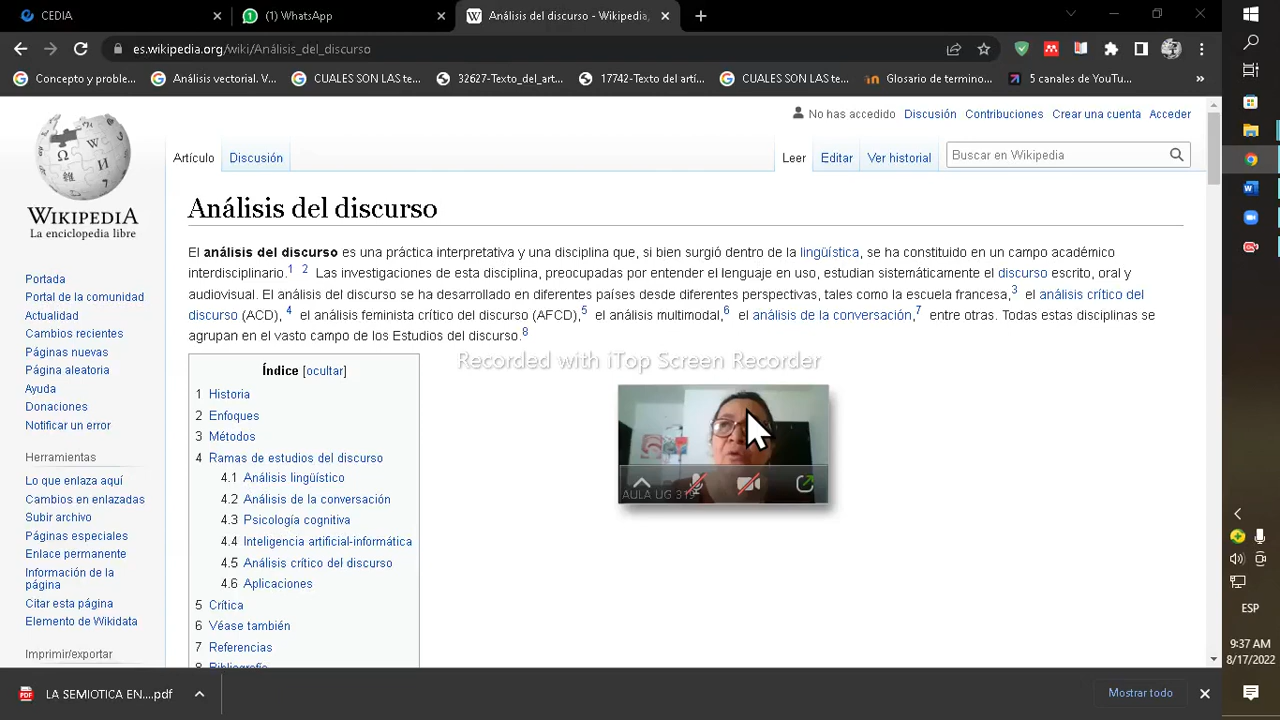 CEDIA
(1) WhatsApp
Análisis del discurso - Wikipedia,
es.wikipedia.org/wiki/Análisis_del_discurso
Concepto y proble...
Análisis vectorial. V...
CUALES SON LAS te...
32627-Texto_del_art...
17742-Texto del artí...
CUALES SON LAS te...
Glosario de termino...
5 canales de YouTu...
No has accedido Discusión Contribuciones Crear una cuenta Acceder
Artículo Discusión
Leer Editar Ver historial
Buscar en Wikipedia
WIKIPEDIA
La enciclopedia libre
Portada
Portal de la comunidad
Actualidad
Cambios recientes
Páginas nuevas
Página aleatoria
Ayuda
Donaciones
Notificar un error
Herramientas
Lo que enlaza aquí
Cambios en enlazadas
Subir archivo
Páginas especiales
Enlace permanente
Información de la
página
Citar esta página
Elemento de Wikidata
Imprimir/exportar
Análisis del discurso
El análisis del discurso es una práctica interpretativa y una disciplina que, si bien surgió dentro de la lingüística, se ha constituido en un campo académico
interdisciplinario.1 2 Las investigaciones de esta disciplina, preocupadas por entender el lenguaje en uso, estudian sistemáticamente el discurso escrito, oral y
audiovisual. El análisis del discurso se ha desarrollado en diferentes países desde diferentes perspectivas, tales como la escuela francesa,3 el análisis crítico del
discurso (ACD), 4 el análisis feminista crítico del discurso (AFCD),5 el análisis multimodal,6 el análisis de la conversación,7 entre otras. Todas estas disciplinas se
agrupan en el vasto campo de los Estudios del discurso.8
Recorded with iTop Screen Recorder
Índice [ocultar]
1 Historia
2 Enfoques
3 Métodos
4 Ramas de estudios del discurso
4.1 Análisis lingüístico
4.2 Análisis de la conversación
4.3 Psicología cognitiva
4.4 Inteligencia artificial-informática
4.5 Análisis crítico del discurso
4.6 Aplicaciones
5 Crítica
6 Véase también
7 Referencias
8 Bibliografía
AULA UG 319
ESP
9:37 AM
8/17/2022
LA SEMIOTICA EN....pdf
Mostrar todo